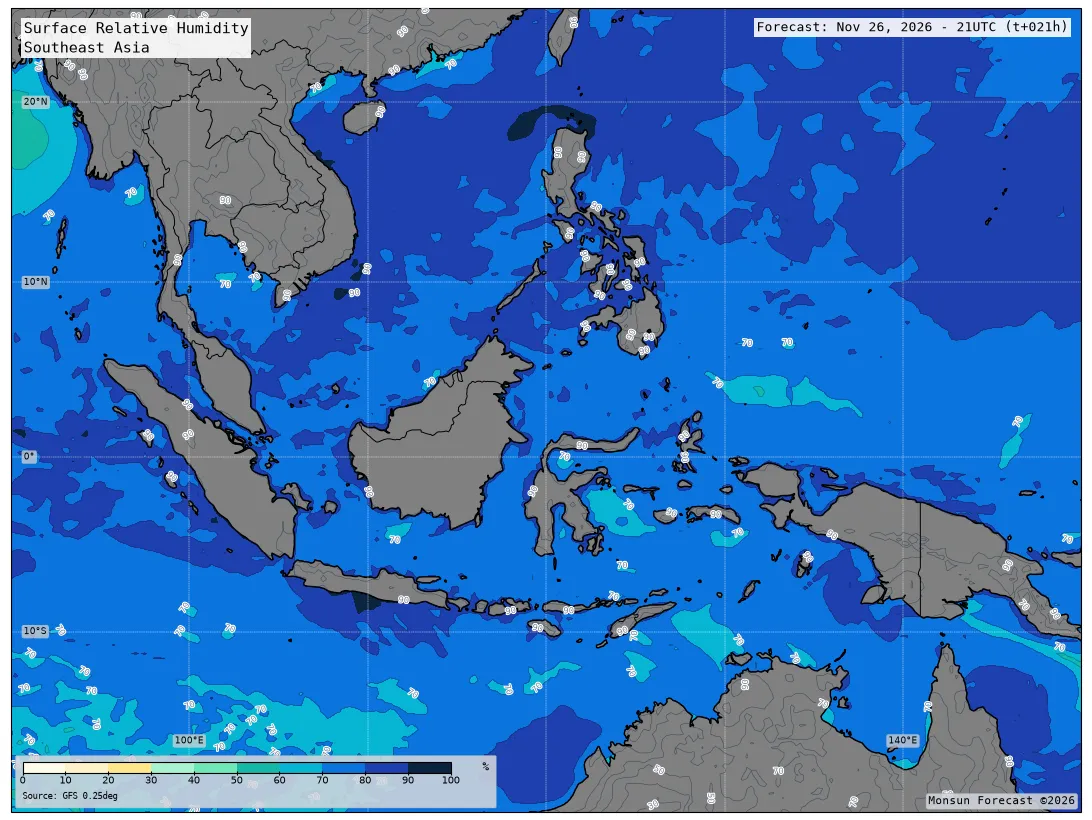 Surface Relative Humidity
Southeast Asia
Forecast: Nov 26, 2026 - 21UTC (t+021h)
20°N
10°N
0°
10°S
100°E
140°E
%
0 10 20 30 40 50 60 70 80 90 100
Source: GFS 0.25deg
Monsun Forecast ©2026